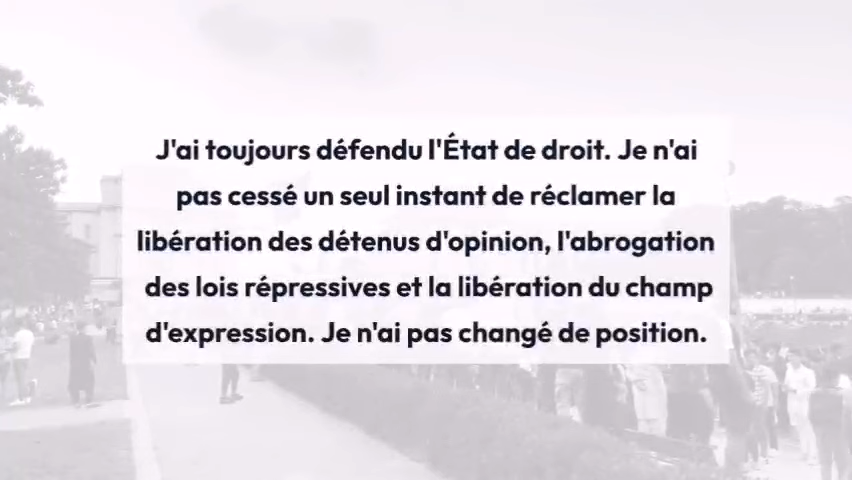 J'ai toujours défendu l'État de droit. Je n'ai
pas cessé un seul instant de réclamer la
libération des détenus d'opinion, l'abrogation
des lois répressives et la libération du champ
d'expression. Je n'ai pas changé de position.